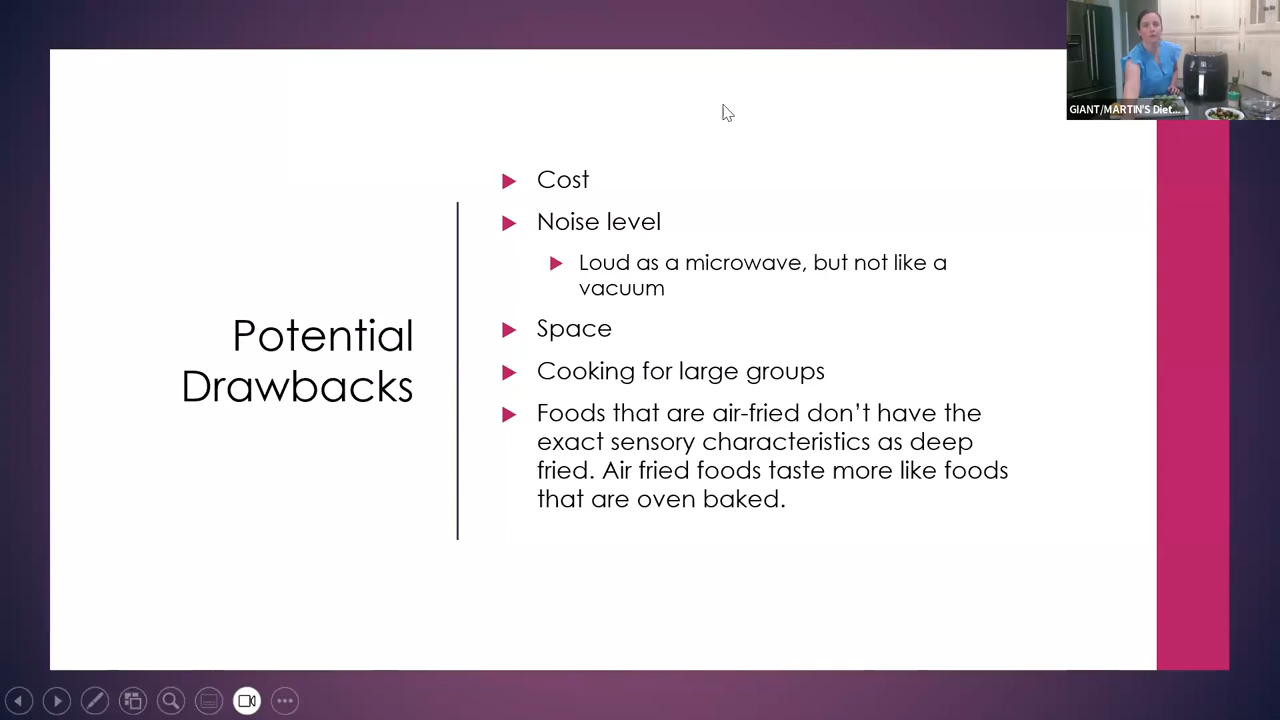 GIANT/MARTIN'S Diet...
Potential
Drawbacks
Cost
Noise level
Loud as a microwave, but not like a
vacuum
Space
Cooking for large groups
Foods that are air-fried don’t have the
exact sensory characteristics as deep
fried. Air fried foods taste more like foods
that are oven baked.